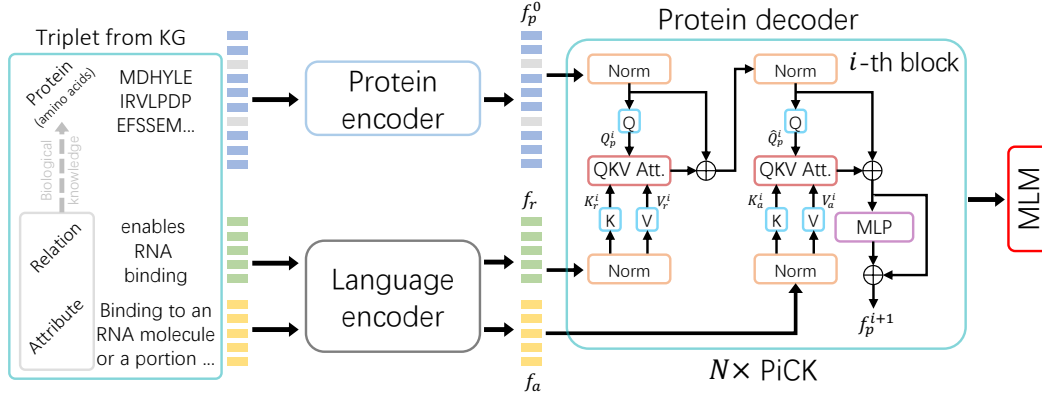 Triplet from KG
Protein
(amino acids)
MDHYLE
IRVLPDP
EFSSEM...
Biological
knowledge
Relation
enables
RNA
binding
Attribute
Binding to an
RNA molecule
or a portion ...
Protein
encoder
Language
encoder
f_p^0
f_r
f_a
Protein decoder
i-th block
Norm
Q
Q_p^i
QKV Att.
K_r^i
V_r^i
K
V
Norm
Norm
Q
Q̂_p^i
QKV Att.
K_a^i
V_a^i
K
V
Norm
MLP
f_p^{i+1}
N× PiCK
MLM